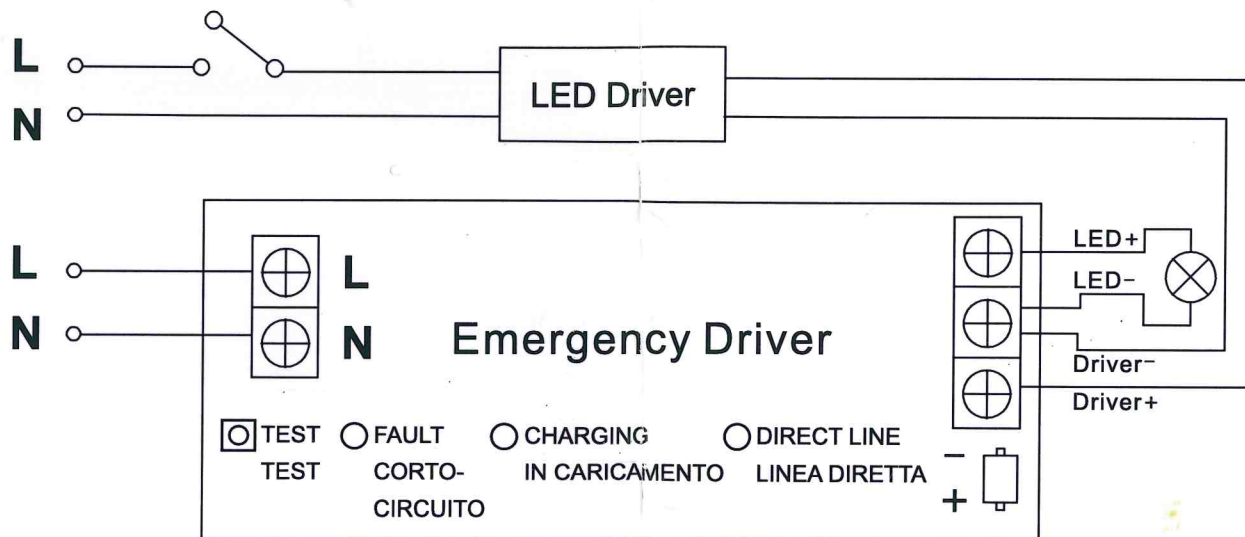 L
N
LED Driver
L
N
L
N
Emergency Driver
LED+
LED-
Driver-
Driver+
TEST
TEST
FAULT
CORTO-
CIRCUITO
CHARGING
IN CARICAMENTO
DIRECT LINE
LINEA DIRETTA
-
+